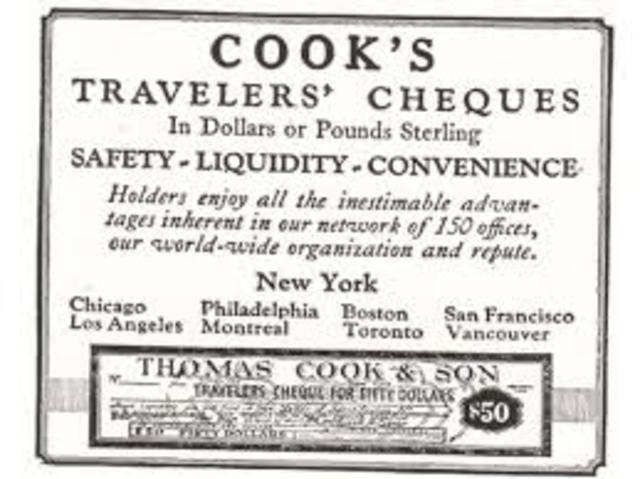 COOK'S
TRAVELERS' CHEQUES
In Dollars or Pounds Sterling
SAFETY - LIQUIDITY - CONVENIENCE
Holders enjoy all the inestimable advan-
tages inherent in our network of 150 offices,
our world-wide organization and repute.
New York
Chicago Philadelphia Boston San Francisco
Los Angeles Montreal Toronto Vancouver
THOMAS COOK & SON
TRAVELERS CHEQUE FOR FIFTY DOLLARS
$50
FIFTY DOLLARS